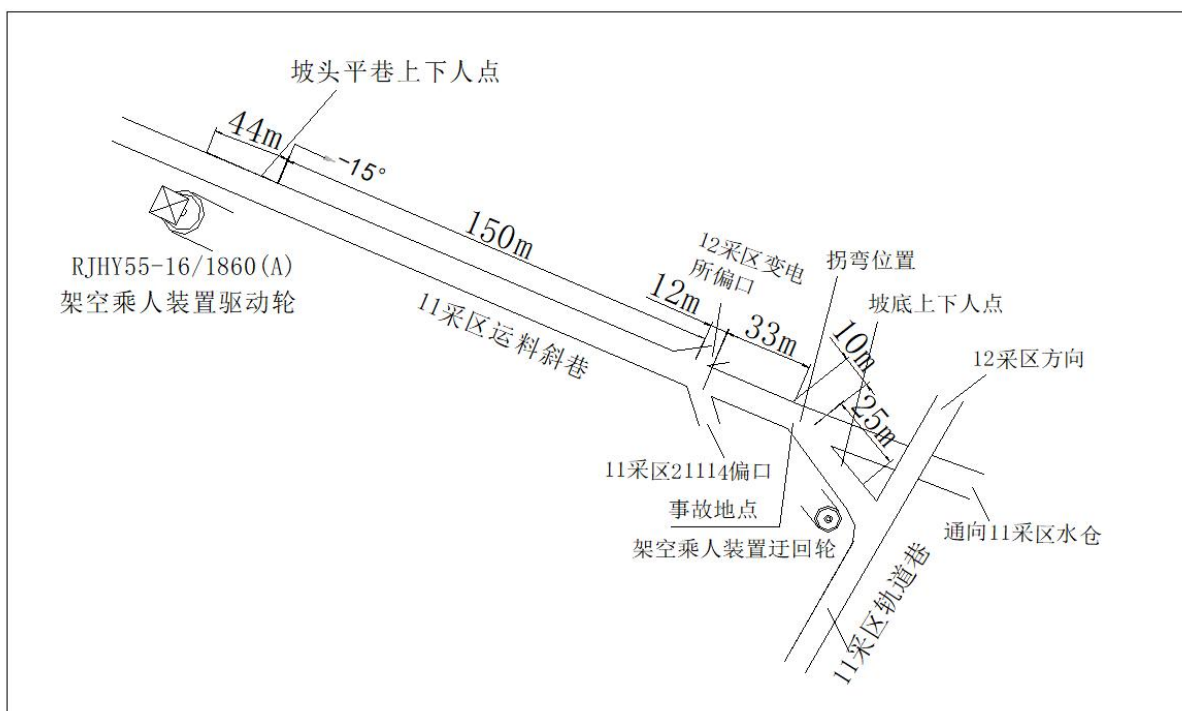 坡头平巷上下人点
44m
-15°
150m
RJHY55-16/1860(A)
架空乘人装置驱动轮
11采区运料斜巷
12采区变电
所偏口
12m
33m
拐弯位置
坡底上下人点
10m
25m
12采区方向
11采区21114偏口
事故地点
架空乘人装置迂回轮
通向11采区水仓
11采区轨道巷